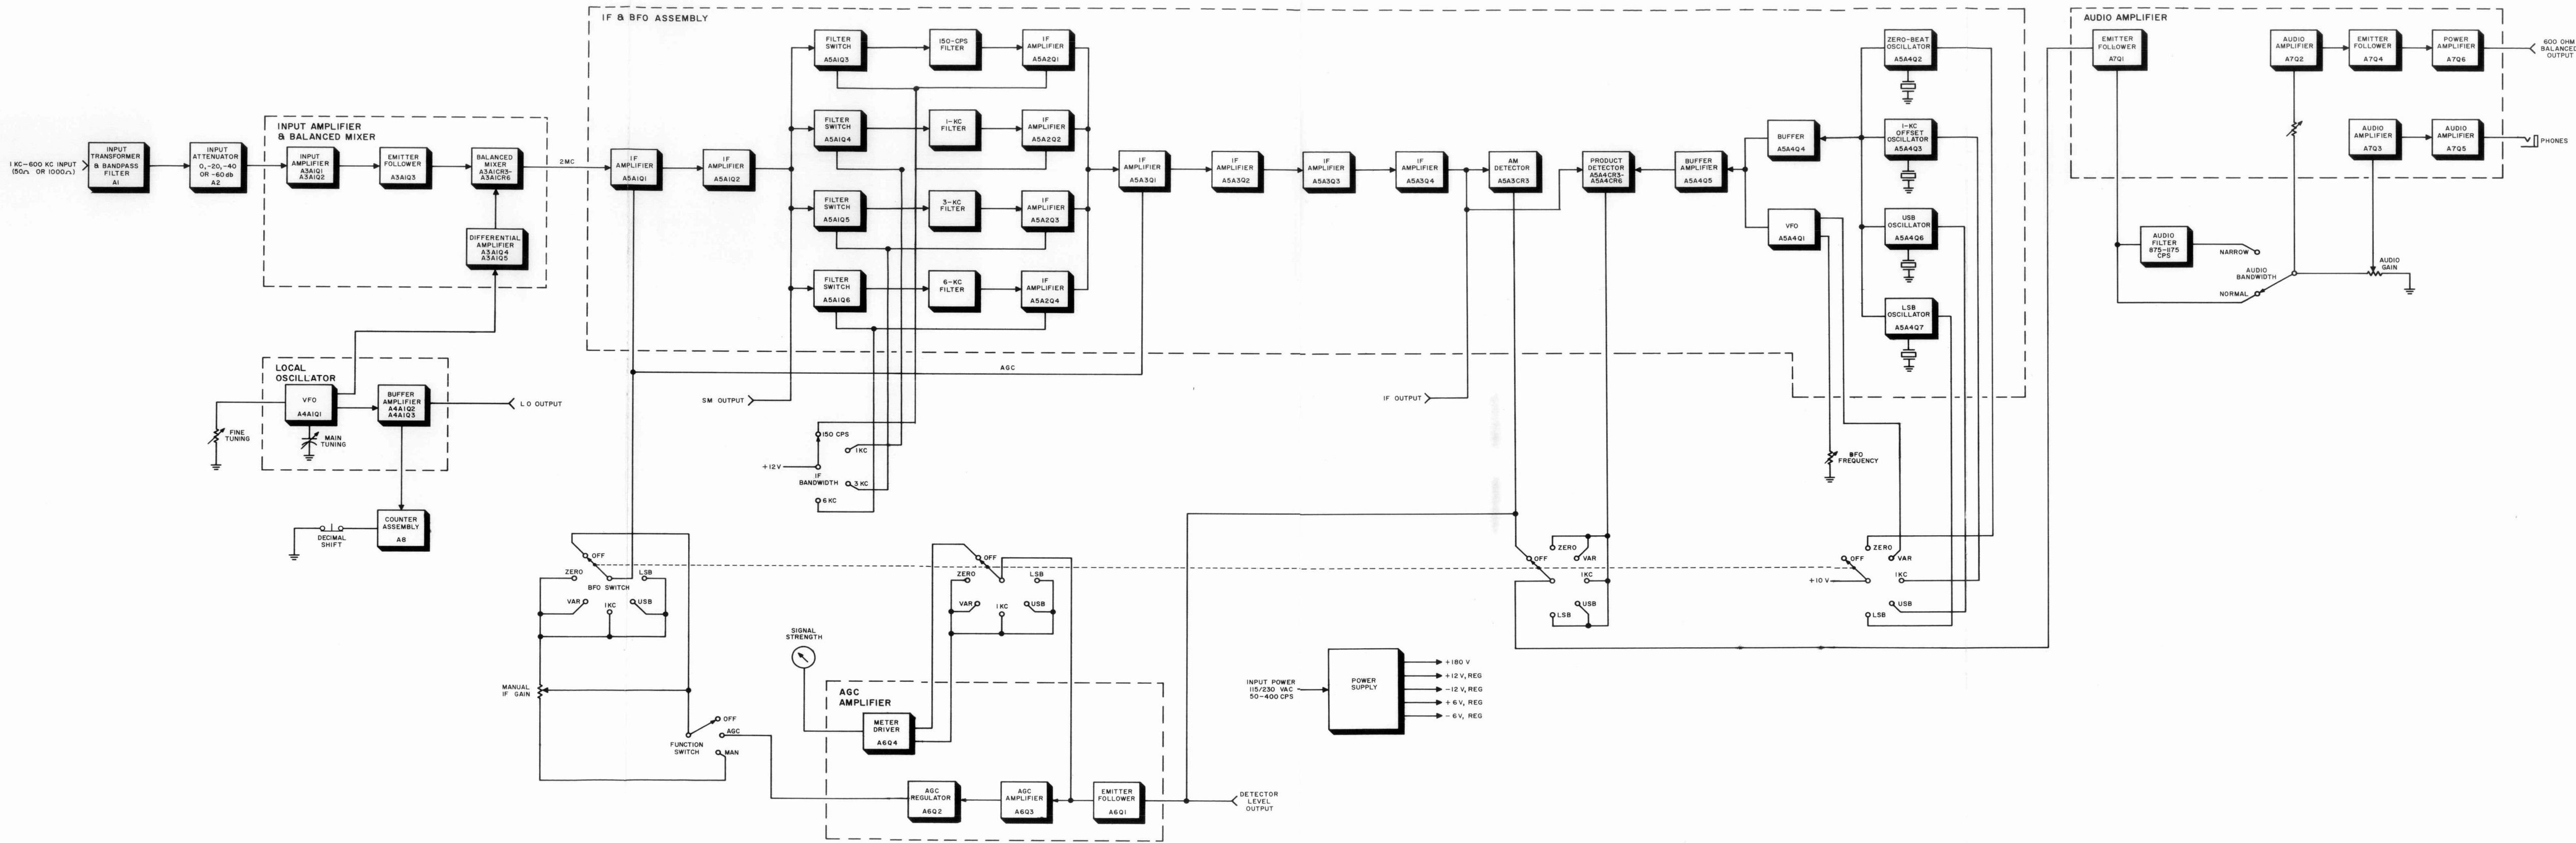 IF & BFO ASSEMBLY
AUDIO AMPLIFIER
1 KC-600 KC INPUT
(50Ω OR 1000Ω)
INPUT
TRANSFORMER
& BANDPASS
FILTER
A1
INPUT
ATTENUATOR
0,-20,-40
OR -60db
A2
INPUT AMPLIFIER
& BALANCED MIXER
INPUT
AMPLIFIER
A3A1Q1
A3A1Q2
EMITTER
FOLLOWER
A3A1Q3
BALANCED
MIXER
A3A1CR3-
A3A1CR6
DIFFERENTIAL
AMPLIFIER
A3A1Q4
A3A1Q5
2MC
IF
AMPLIFIER
A5A1Q1
IF
AMPLIFIER
A5A1Q2
FILTER
SWITCH
A5A1Q3
150-CPS
FILTER
IF
AMPLIFIER
A5A2Q1
FILTER
SWITCH
A5A1Q4
1-KC
FILTER
IF
AMPLIFIER
A5A2Q2
FILTER
SWITCH
A5A1Q5
3-KC
FILTER
IF
AMPLIFIER
A5A2Q3
FILTER
SWITCH
A5A1Q6
6-KC
FILTER
IF
AMPLIFIER
A5A2Q4
IF
AMPLIFIER
A5A3Q1
IF
AMPLIFIER
A5A3Q2
IF
AMPLIFIER
A5A3Q3
IF
AMPLIFIER
A5A3Q4
AM
DETECTOR
A5A3CR3
PRODUCT
DETECTOR
A5A4CR3-
A5A4CR6
BUFFER
AMPLIFIER
A5A4Q5
BUFFER
A5A4Q4
VFO
A5A4Q1
ZERO-BEAT
OSCILLATOR
A5A4Q2
1-KC
OFFSET
OSCILLATOR
A5A4Q3
USB
OSCILLATOR
A5A4Q6
LSB
OSCILLATOR
A5A4Q7
EMITTER
FOLLOWER
A7Q1
AUDIO
AMPLIFIER
A7Q2
EMITTER
FOLLOWER
A7Q4
POWER
AMPLIFIER
A7Q6
600 OHM
BALANCED
OUTPUT
AUDIO
AMPLIFIER
A7Q3
AUDIO
AMPLIFIER
A7Q5
PHONES
AUDIO
FILTER
875-1175
CPS
NARROW
AUDIO
BANDWIDTH
NORMAL
AUDIO
GAIN
LOCAL
OSCILLATOR
VFO
A4A1Q1
BUFFER
AMPLIFIER
A4A1Q2
A4A1Q3
LO OUTPUT
FINE
TUNING
MAIN
TUNING
COUNTER
ASSEMBLY
A8
DECIMAL
SHIFT
AGC
SM OUTPUT
IF OUTPUT
150 CPS
1KC
+12V
IF
BANDWIDTH
3 KC
6 KC
BFO
FREQUENCY
OFF
ZERO
LSB
BFO SWITCH
VAR
1KC
USB
OFF
ZERO
LSB
VAR
1KC
USB
ZERO
OFF
VAR
1KC
USB
LSB
ZERO
OFF
VAR
+10 V
1KC
USB
LSB
MANUAL
IF GAIN
OFF
AGC
FUNCTION
SWITCH
MAN
SIGNAL
STRENGTH
AGC
AMPLIFIER
METER
DRIVER
A6Q4
AGC
REGULATOR
A6Q2
AGC
AMPLIFIER
A6Q3
EMITTER
FOLLOWER
A6Q1
DETECTOR
LEVEL
OUTPUT
INPUT POWER
115/230 VAC
50-400 CPS
POWER
SUPPLY
+180 V
+12 V, REG
-12 V, REG
+6 V, REG
-6 V, REG